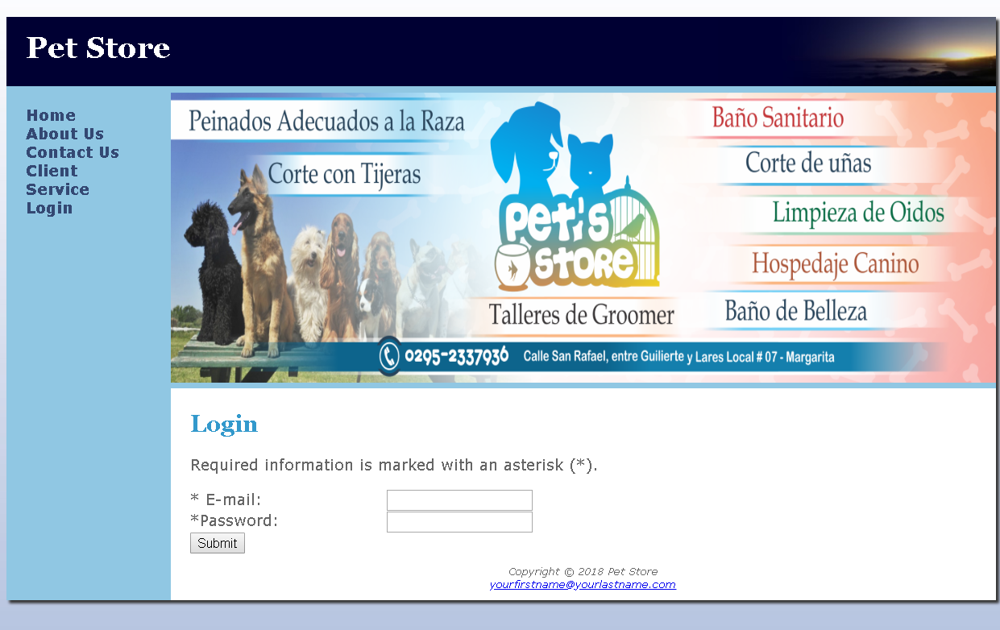 Pet Store
Home
About Us
Contact Us
Client
Service
Login
Peinados Adecuados a la Raza
Corte con Tijeras
PET'S
STORE
Talleres de Groomer
Baño Sanitario
Corte de uñas
Limpieza de Oidos
Hospedaje Canino
Baño de Belleza
0295-2337936 Calle San Rafael, entre Guilierte y Lares Local # 07 - Margarita
Login
Required information is marked with an asterisk (*).
* E-mail:
*Password:
Submit
Copyright © 2018 Pet Store
yourfirstname@yourlastname.com